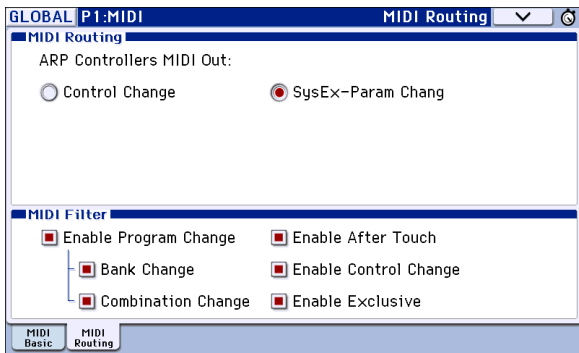 GLOBAL P1:MIDI MIDI Routing
MIDI Routing
ARP Controllers MIDI Out:
Control Change SysEx-Param Chang
MIDI Filter
Enable Program Change Enable After Touch
Bank Change Enable Control Change
Combination Change Enable Exclusive
MIDI Basic MIDI Routing